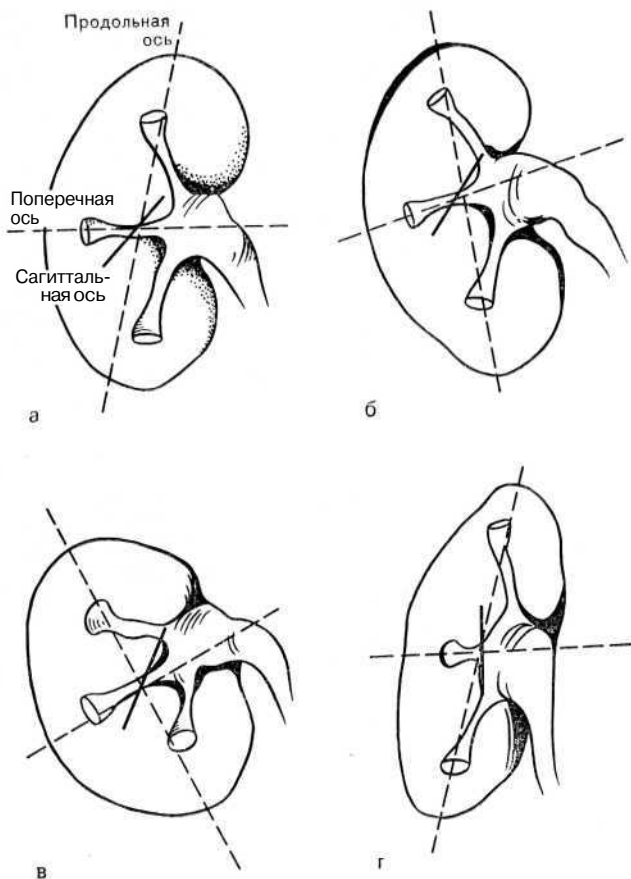 Продольная
ось
Поперечная
ось
Сагитталь-
ная ось
а
б
в
г